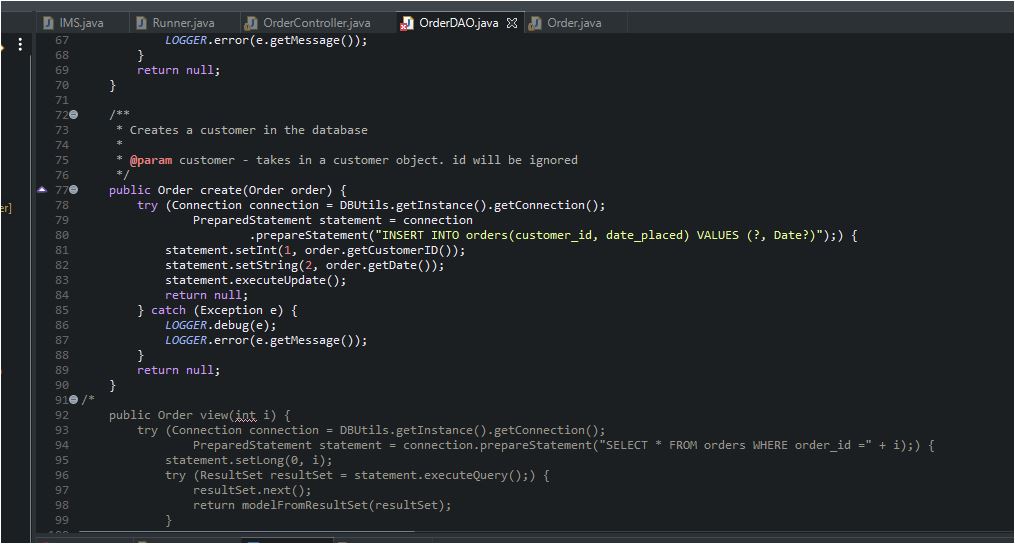 IMS.java Runner.java OrderController.java OrderDAO.java Order.java
67 LOGGER.error(e.getMessage());
68 }
69 return null;
70 }
71
72 /**
73 * Creates a customer in the database
74 *
75 * @param customer - takes in a customer object. id will be ignored
76 */
77 public Order create(Order order) {
78 try (Connection connection = DBUtils.getInstance().getConnection();
79 PreparedStatement statement = connection
80 .prepareStatement("INSERT INTO orders(customer_id, date_placed) VALUES (?, Date?)");) {
81 statement.setInt(1, order.getCustomerID());
82 statement.setString(2, order.getDate());
83 statement.executeUpdate();
84 return null;
85 } catch (Exception e) {
86 LOGGER.debug(e);
87 LOGGER.error(e.getMessage());
88 }
89 return null;
90 }
91 /*
92 public Order view(int i) {
93 try (Connection connection = DBUtils.getInstance().getConnection();
94 PreparedStatement statement = connection.prepareStatement("SELECT * FROM orders WHERE order_id =" + i);) {
95 statement.setLong(0, i);
96 try (ResultSet resultSet = statement.executeQuery();) {
97 resultSet.next();
98 return modelFromResultSet(resultSet);
99 }
er]